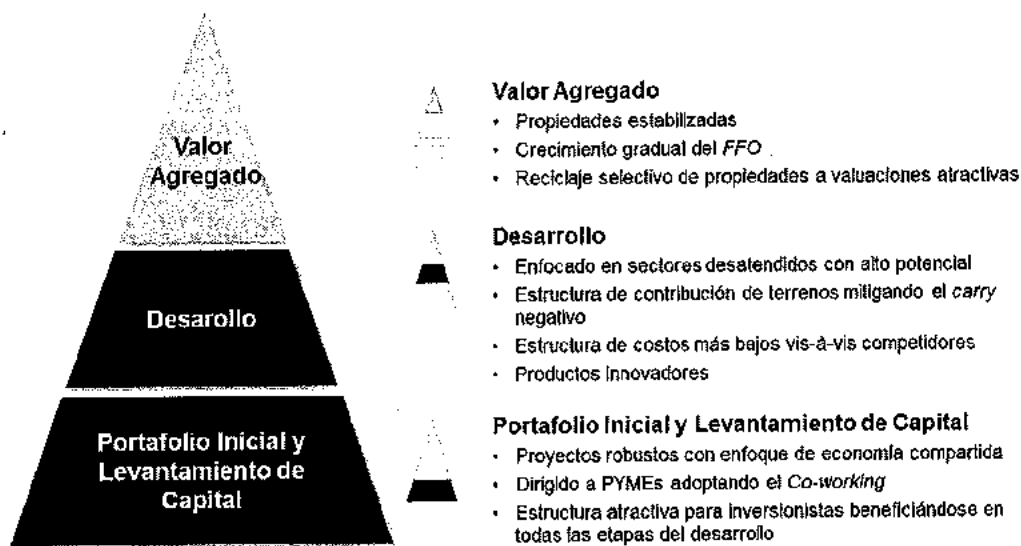 Valor
Agregado
Desarollo
Portafolio Inicial y
Levantamiento de
Capital
Valor Agregado
• Propiedades estabilizadas
• Crecimiento gradual del FFO
• Reciclaje selectivo de propiedades a valuaciones atractivas
Desarrollo
• Enfocado en sectores desatendidos con alto potencial
• Estructura de contribución de terrenos mitigando el carry
negativo
• Estructura de costos más bajos vis-à-vis competidores
• Productos innovadores
Portafolio Inicial y Levantamiento de Capital
• Proyectos robustos con enfoque de economía compartida
• Dirigido a PYMEs adoptando el Co-working
• Estructura atractiva para inversionistas beneficiándose en
todas las etapas del desarrollo